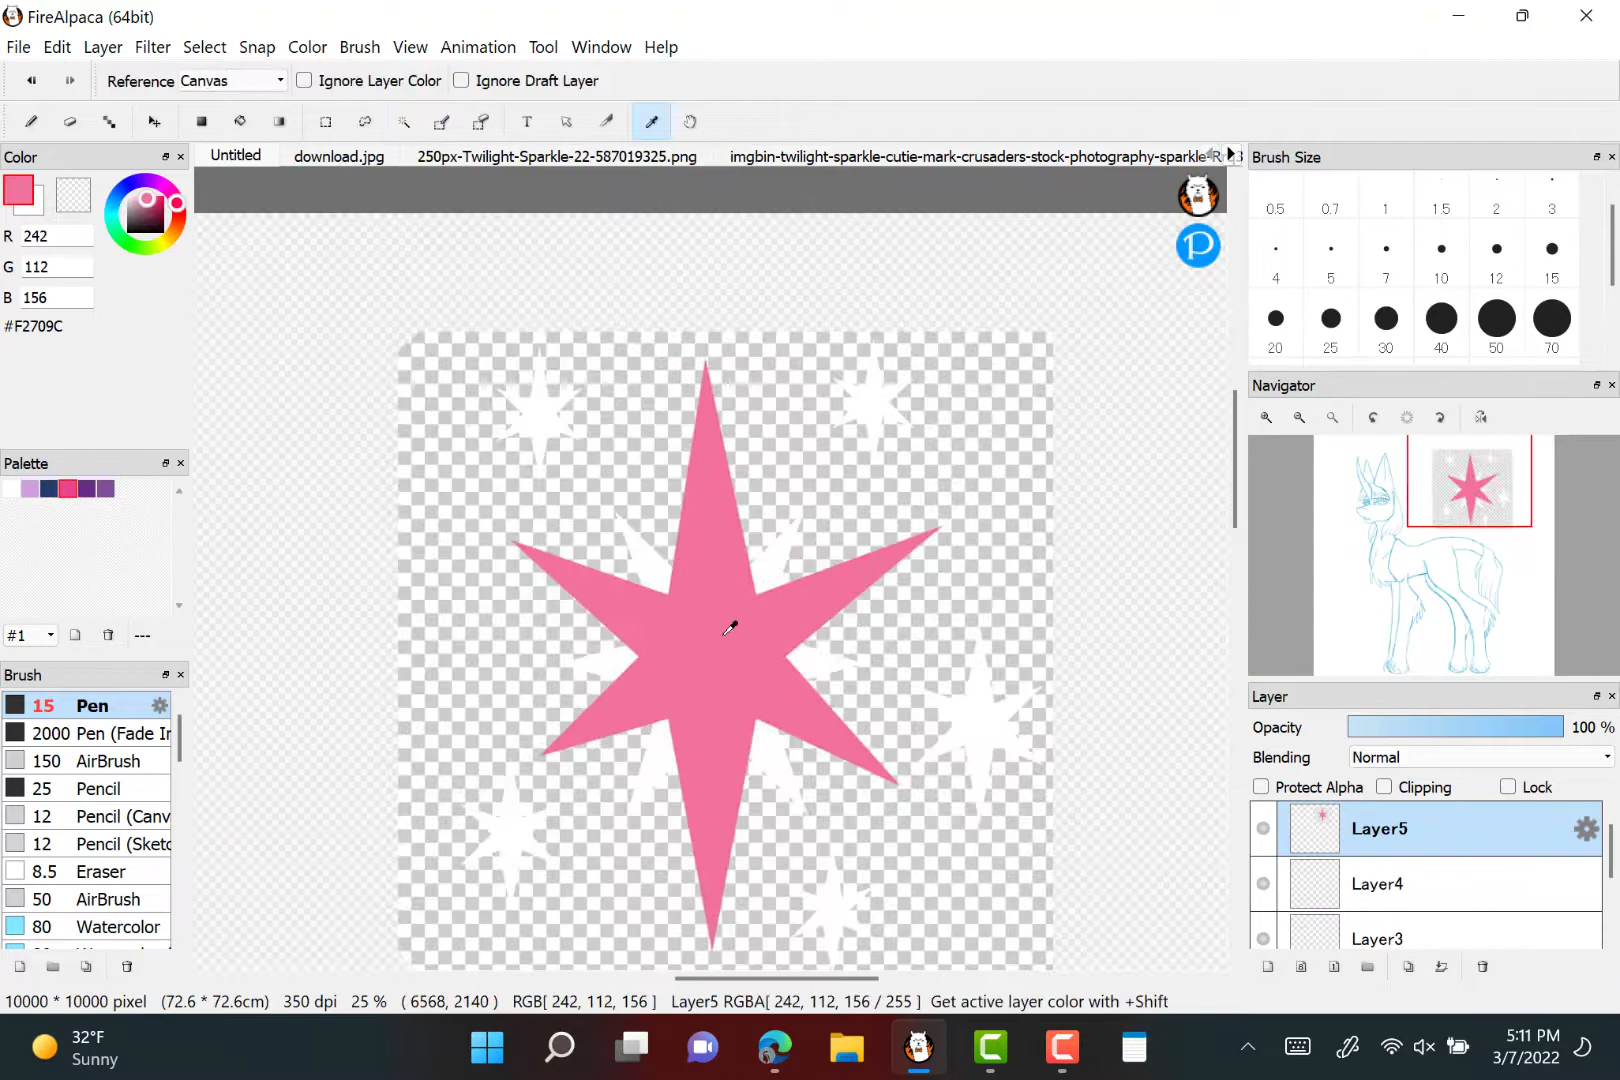 FireAlpaca (64bit)
File Edit Layer Filter Select Snap Color Brush View Animation Tool Window Help
Reference Canvas Ignore Layer Color Ignore Draft Layer
Color
Untitled download.jpg 250px-Twilight-Sparkle-22-587019325.png imgbin-twilight-sparkle-cutie-mark-crusaders-stock-photography-sparkle-
Brush Size
R 242
G 112
B 156
#F2709C
0.5 0.7 1 1.5 2 3
4 5 7 10 12 15
20 25 30 40 50 70
Navigator
Palette
#1 ---
Brush
15 Pen
2000 Pen (Fade In
150 AirBrush
25 Pencil
12 Pencil (Canv
12 Pencil (Sketc
8.5 Eraser
50 AirBrush
80 Watercolor
Layer
Opacity 100 %
Blending Normal
Protect Alpha Clipping Lock
Layer5
Layer4
Layer3
10000 * 10000 pixel (72.6 * 72.6cm) 350 dpi 25 % ( 6568, 2140 ) RGB[ 242, 112, 156 ] Layer5 RGBA[ 242, 112, 156 / 255 ] Get active layer color with +Shift
32°F
Sunny
5:11 PM
3/7/2022